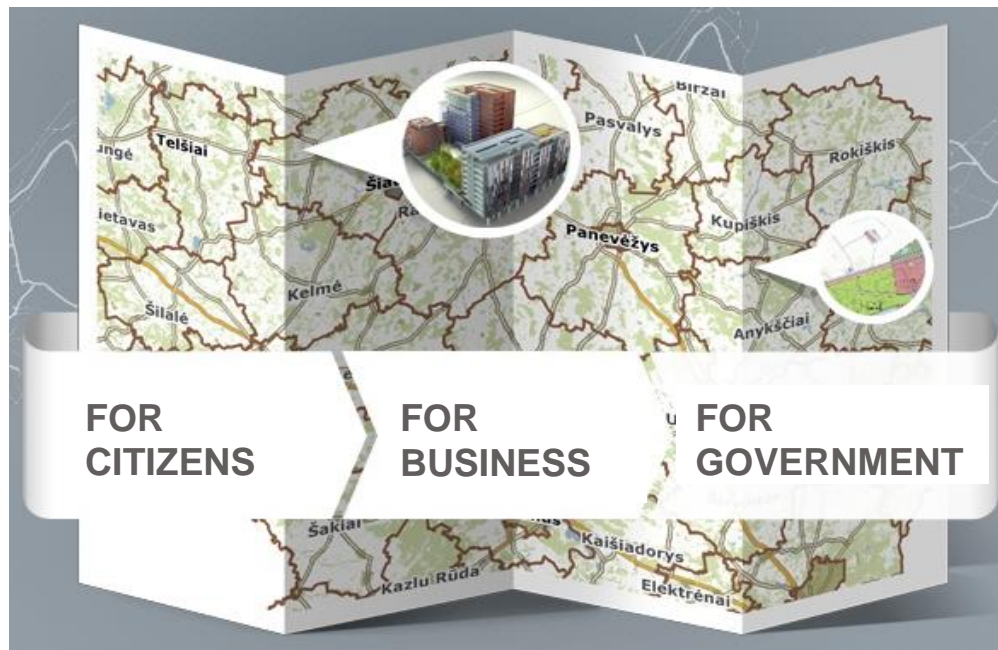 Telšiai
Pasvalys
Rokiškis
Kupiškis
Panevėžys
Kelmė
Šilalė
Anykščiai
FOR
CITIZENS
FOR
BUSINESS
FOR
GOVERNMENT
Šakiai
Kaišiadorys
Kazlų Rūda
Elektrėnai